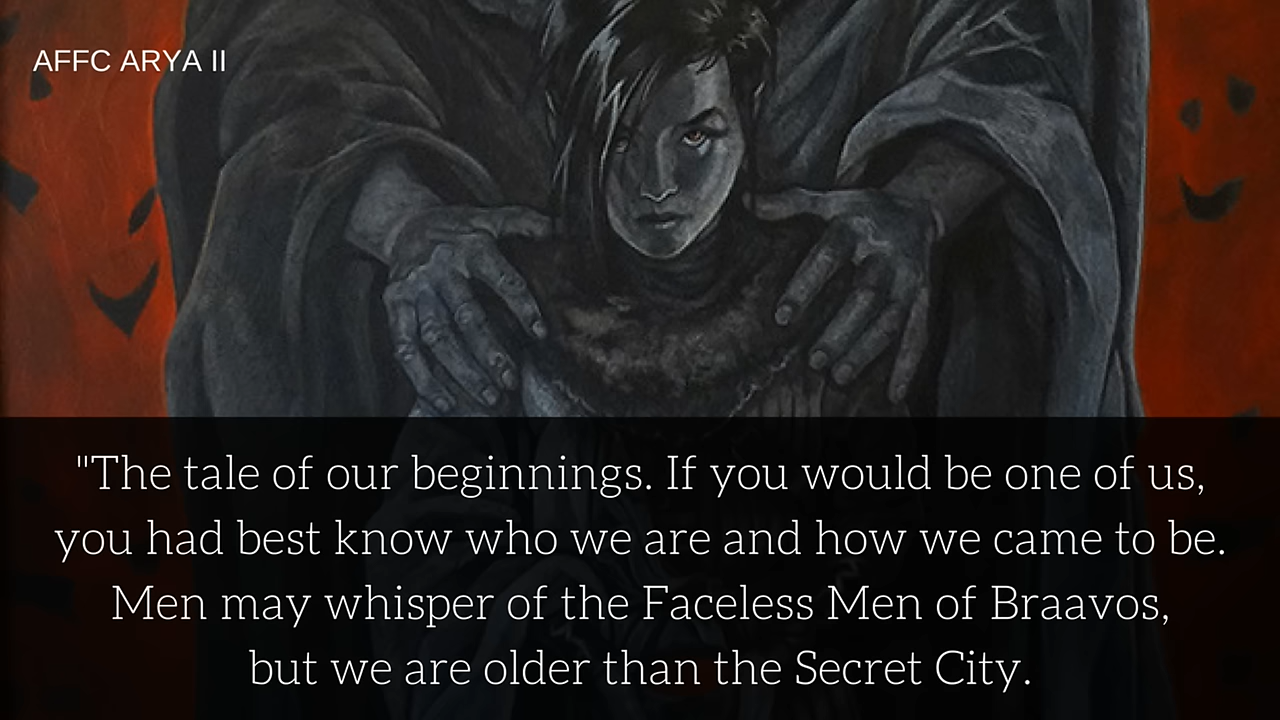 AFFC ARYA II
"The tale of our beginnings. If you would be one of us,
you had best know who we are and how we came to be.
Men may whisper of the Faceless Men of Braavos,
but we are older than the Secret City.